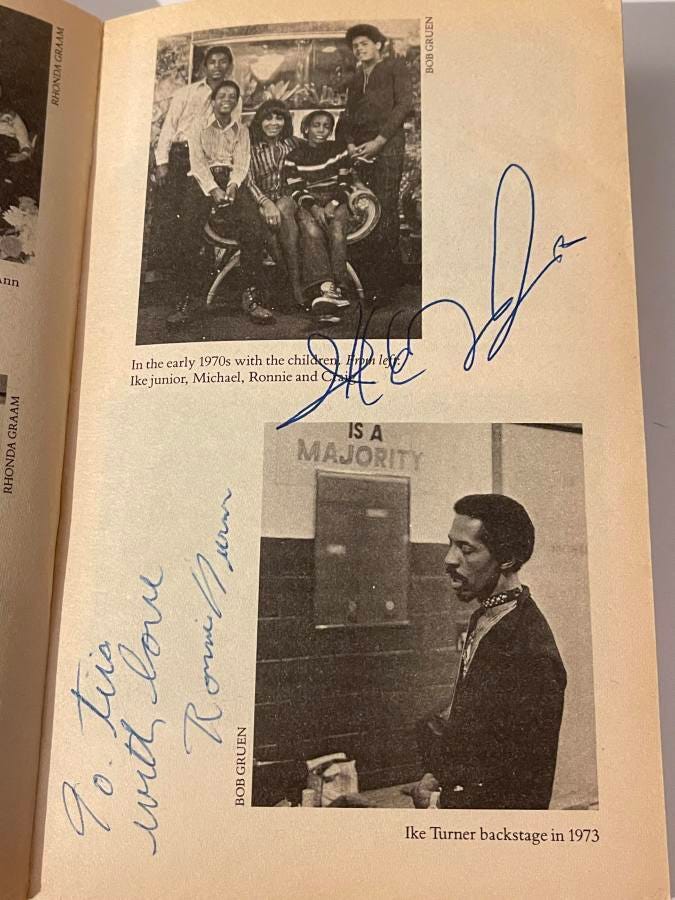 RHONDA GRAAM
BOB GRUEN
Ann
In the early 1970s with the children. From left:
Ike junior, Michael, Ronnie and Craig.
RHONDA GRAAM
IS A
MAJORITY
To. tiia
with love
Ronnie Turner
BOB GRUEN
Ike Turner backstage in 1973